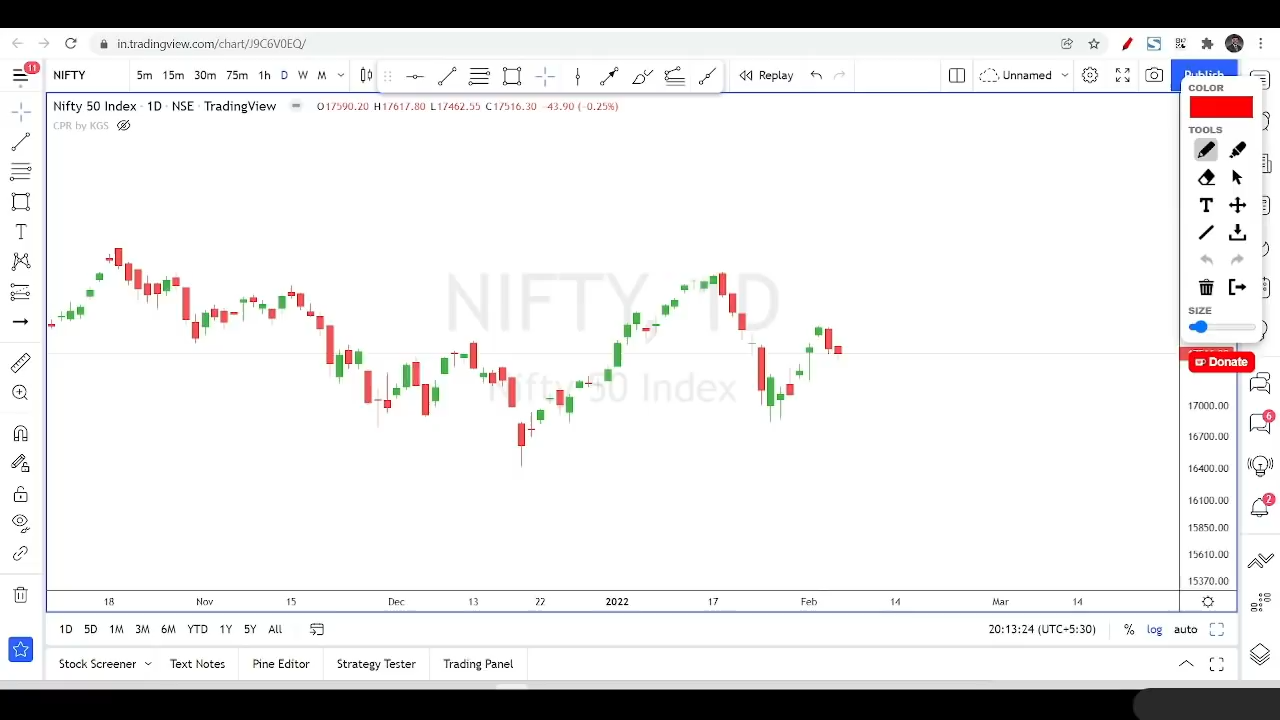 in.tradingview.com/chart/J9C6V0EQ/
11
NIFTY 5m 15m 30m 75m 1h D W M Replay Unnamed Publish
COLOR
Nifty 50 Index · 1D · NSE · TradingView O17590.20 H17617.80 L17462.55 C17516.30 -43.90 (-0.25%)
CPR by KGS
TOOLS
NIFTY, 1D
Nifty 50 Index
SIZE
Donate
17000.00
16700.00
16400.00
16100.00
15850.00
15610.00
15370.00
6
2
18 Nov 15 Dec 13 22 2022 17 Feb 14 Mar 14
1D 5D 1M 3M 6M YTD 1Y 5Y All 20:13:24 (UTC+5:30) % log auto
Stock Screener Text Notes Pine Editor Strategy Tester Trading Panel